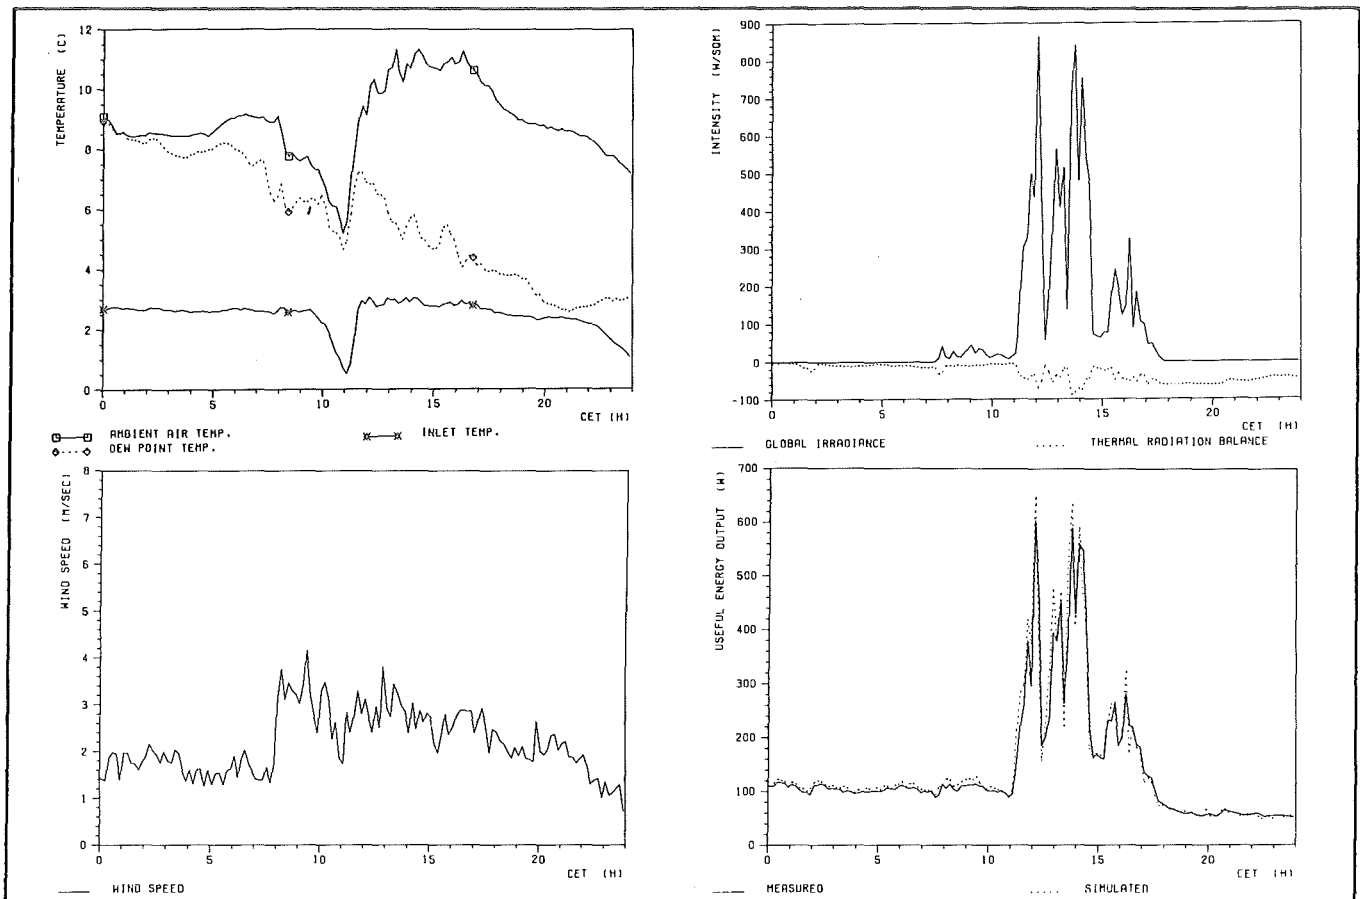 TEMPERATURE (C)
12
10
8
6
4
2
0
0 5 10 15 20
CET (H)
AMBIENT AIR TEMP.
INLET TEMP.
DEW POINT TEMP.
INTENSITY (W/SQM)
900
800
700
600
500
400
300
200
100
0
-100
0 5 10 15 20
CET (H)
GLOBAL IRRADIANCE
THERMAL RADIATION BALANCE
WIND SPEED (M/SEC)
8
7
6
5
4
3
2
1
0
0 5 10 15 20
CET (H)
WIND SPEED
USEFUL ENERGY OUTPUT (W)
700
600
500
400
300
200
100
0
0 5 10 15 20
CET (H)
MEASURED
SIMULATED